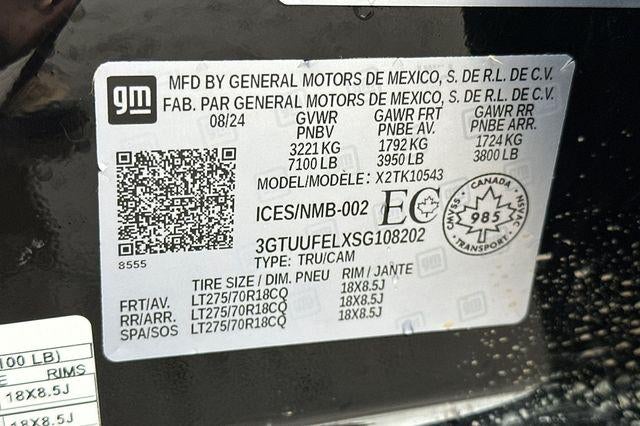 gm
MFD BY GENERAL MOTORS DE MEXICO, S. DE R.L. DE C.V.
FAB. PAR GENERAL MOTORS DE MEXICO, S. DE R.L. DE C.V.
08/24 GVWR GAWR FRT GAWR RR
PNBV PNBE AV. PNBE ARR.
3221 KG 1792 KG 1724 KG
7100 LB 3950 LB 3800 LB
MODEL/MODÈLE: X2TK10543
ICES/NMB-002 EC
CANADA
CMVSS 985 NSVAC
TRANSPORT
3GTUUFELXSG108202
TYPE: TRU/CAM
8555
TIRE SIZE / DIM. PNEU RIM / JANTE
FRT/AV. LT275/70R18CQ 18X8.5J
RR/ARR. LT275/70R18CQ 18X8.5J
SPA/SOS LT275/70R18CQ 18X8.5J
100 LB)
E RIMS
18X8.5J
18X8.5J